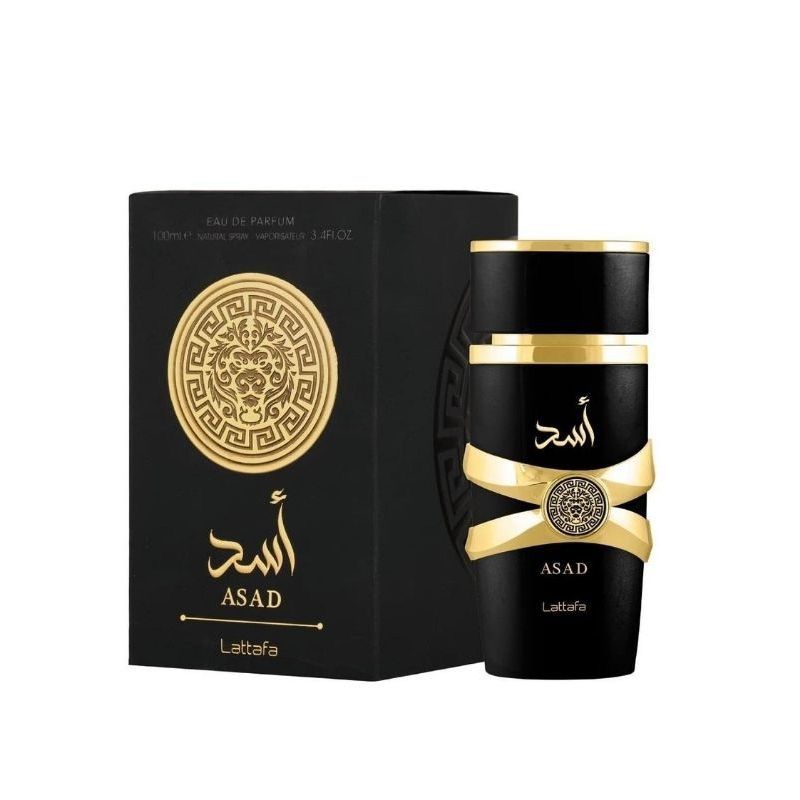 EAU DE PARFUM
100ml e NATURAL SPRAY - VAPORISATEUR 3.4FL.OZ.
أسد
ASAD
Lattafa
أسد
ASAD
Lattafa